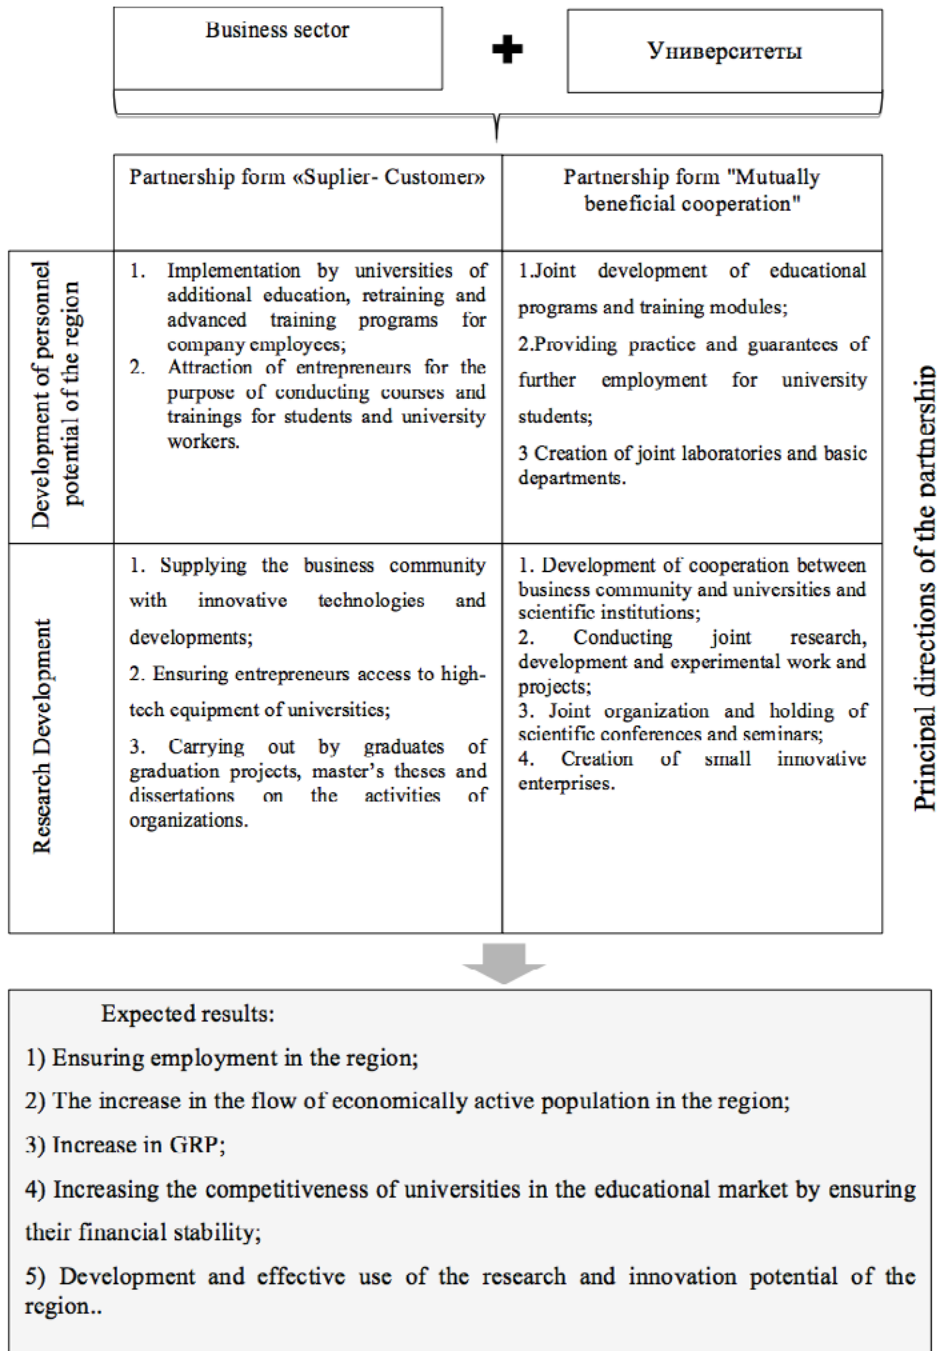 Business sector
Университеты
Partnership form «Suplier- Customer»
Partnership form "Mutually
beneficial cooperation"
Development of personnel
potential of the region
1. Implementation by universities of
additional education, retraining and
advanced training programs for
company employees;
2. Attraction of entrepreneurs for the
purpose of conducting courses and
trainings for students and university
workers.
1.Joint development of educational
programs and training modules;
2.Providing practice and guarantees of
further employment for university
students;
3 Creation of joint laboratories and basic
departments.
Principal directions of the partnership
Research Development
1. Supplying the business community
with innovative technologies and
developments;
2. Ensuring entrepreneurs access to high-
tech equipment of universities;
3. Carrying out by graduates of
graduation projects, master's theses and
dissertations on the activities of
organizations.
1. Development of cooperation between
business community and universities and
scientific institutions;
2. Conducting joint research,
development and experimental work and
projects;
3. Joint organization and holding of
scientific conferences and seminars;
4. Creation of small innovative
enterprises.
Expected results:
1) Ensuring employment in the region;
2) The increase in the flow of economically active population in the region;
3) Increase in GRP;
4) Increasing the competitiveness of universities in the educational market by ensuring
their financial stability;
5) Development and effective use of the research and innovation potential of the
region..